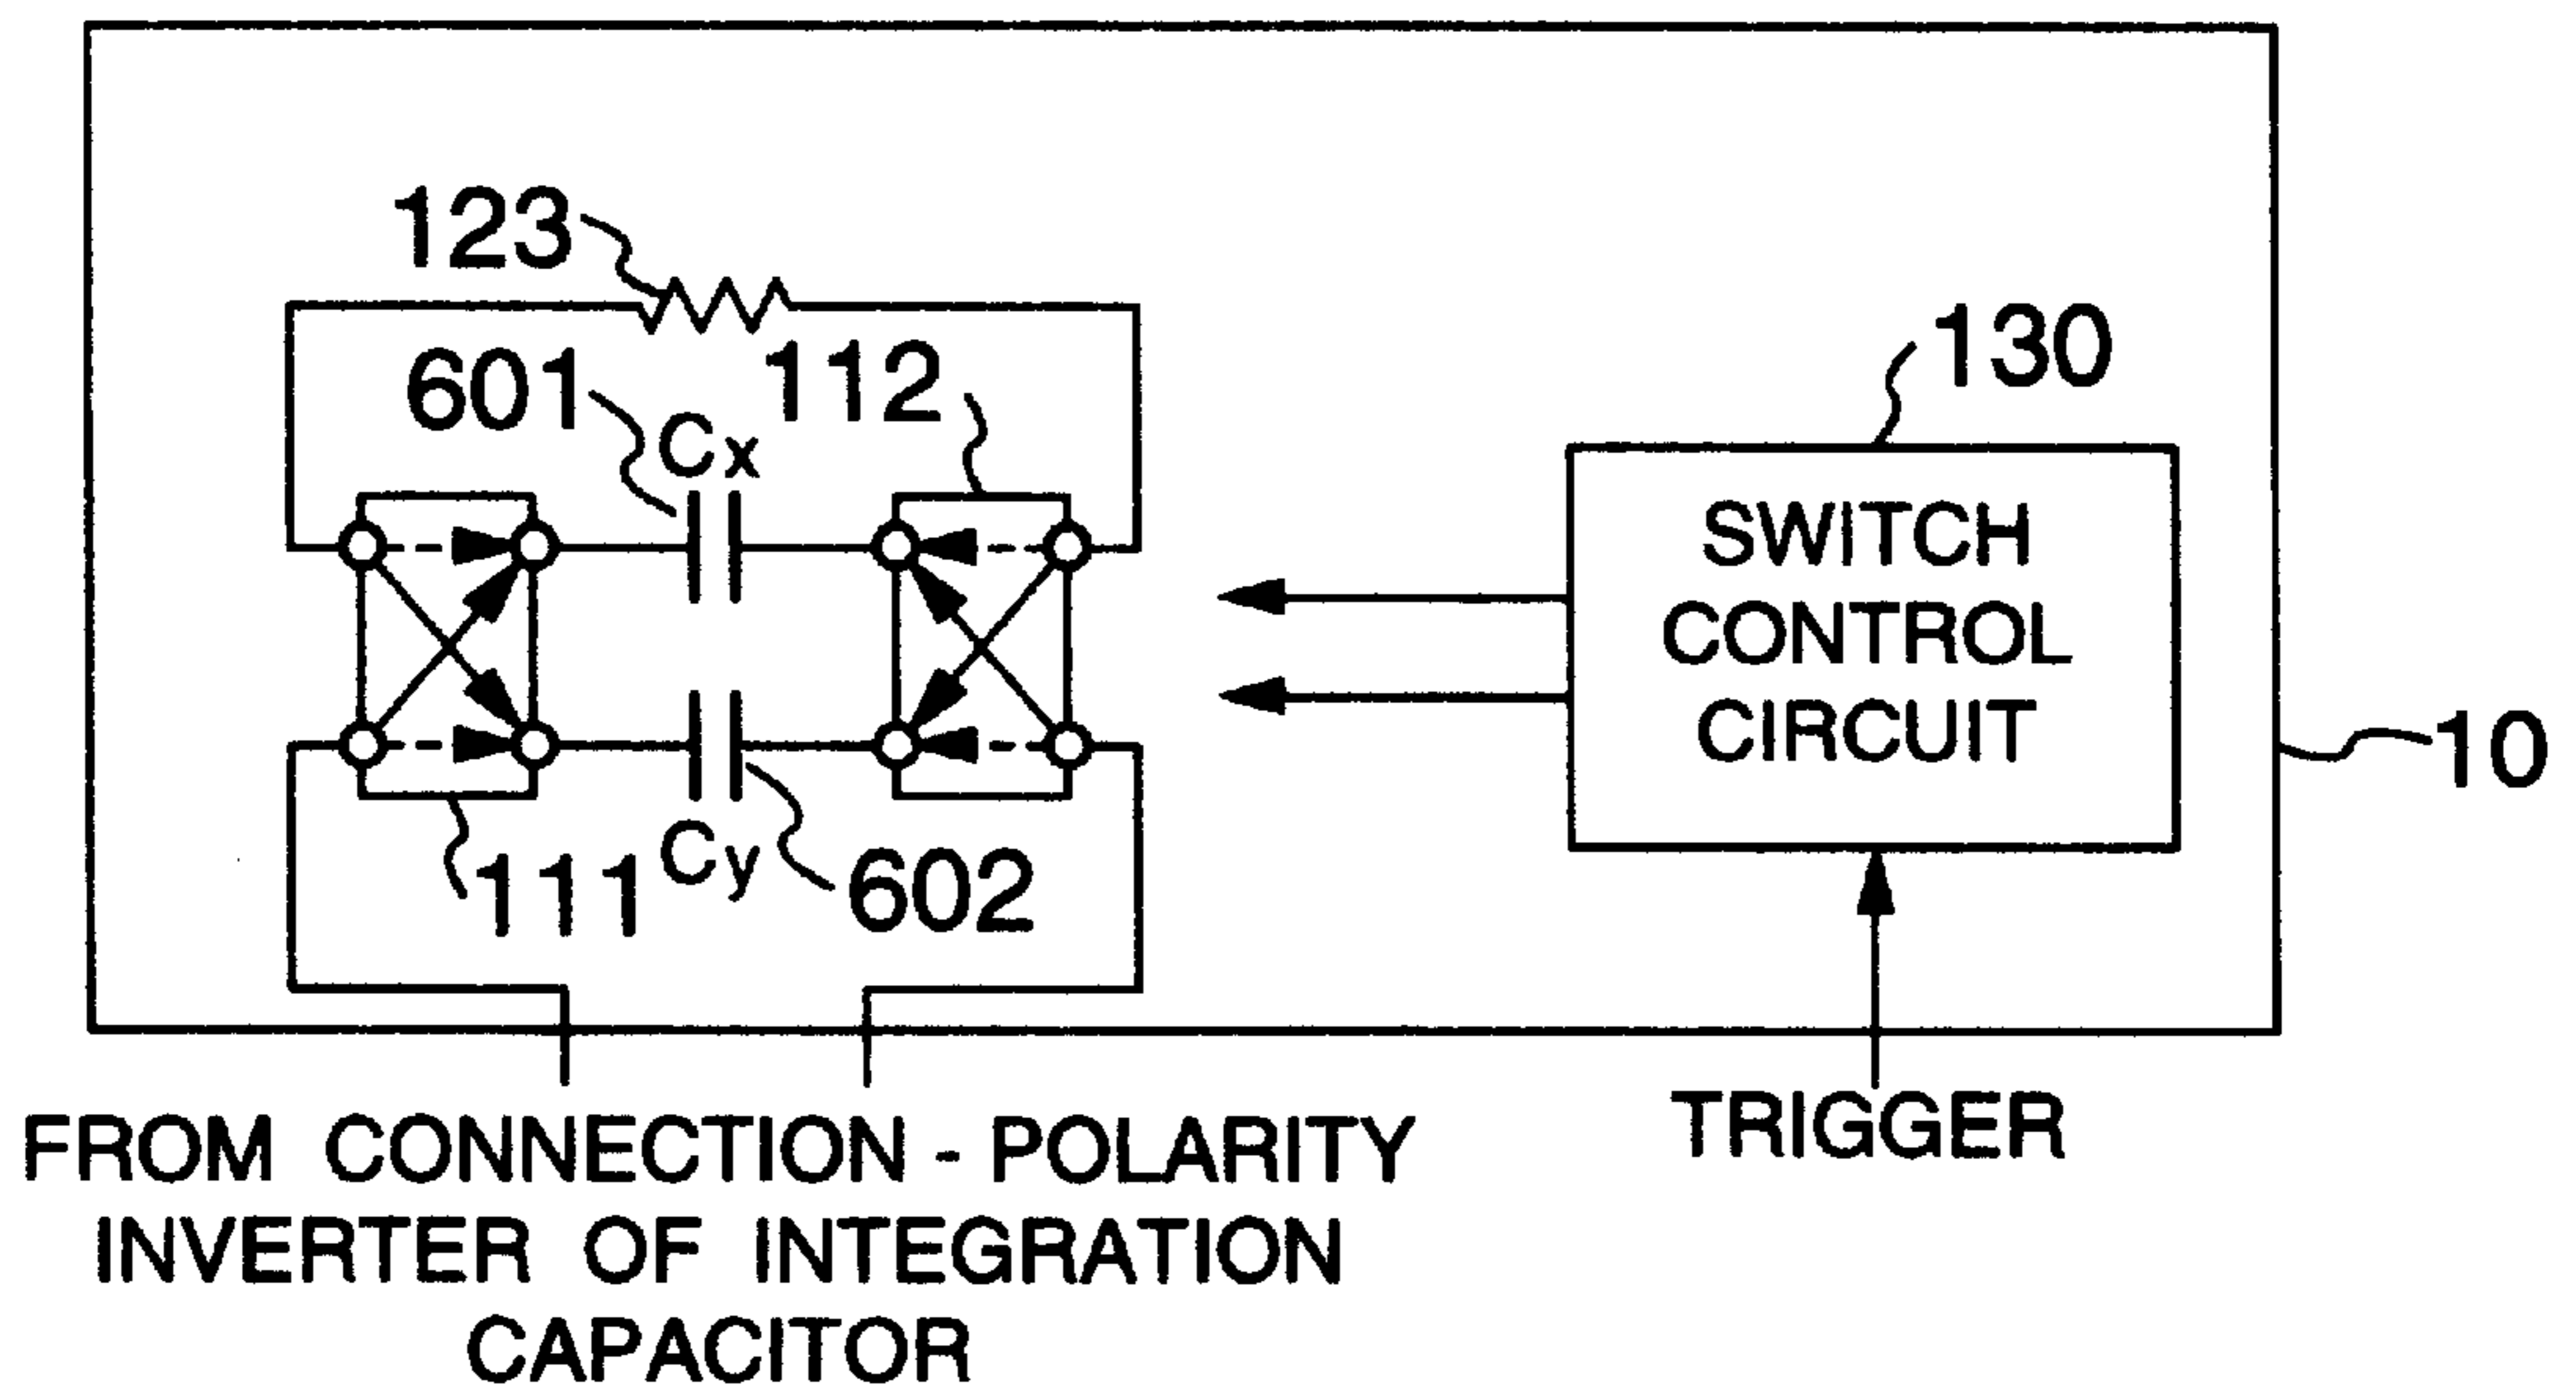 123
601
112
Cx
130
SWITCH
CONTROL
CIRCUIT
10
111
Cy
602
FROM CONNECTION - POLARITY
INVERTER OF INTEGRATION
CAPACITOR
TRIGGER